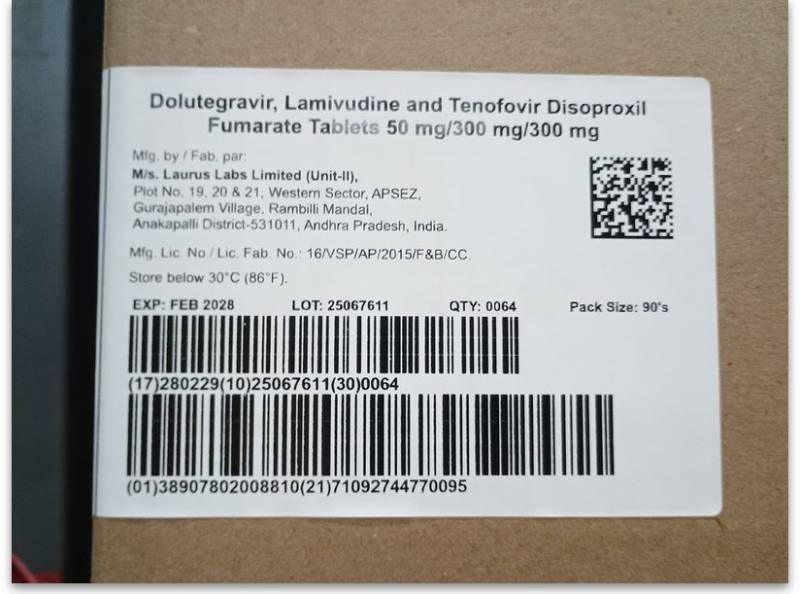 Dolutegravir, Lamivudine and Tenofovir Disoproxil
Fumarate Tablets 50 mg/300 mg/300 mg
Mfg. by / Fab. par:
M/s. Laurus Labs Limited (Unit-II),
Plot No. 19, 20 & 21, Western Sector, APSEZ,
Gurajapalem Village, Rambilli Mandal,
Anakapalli District-531011, Andhra Pradesh, India.
Mfg. Lic. No / Lic. Fab. No.: 16/VSP/AP/2015/F&B/CC.
Store below 30°C (86°F).
EXP: FEB 2028 LOT: 25067611 QTY: 0064 Pack Size: 90's
(17)280229(10)25067611(30)0064
(01)38907802008810(21)71092744770095